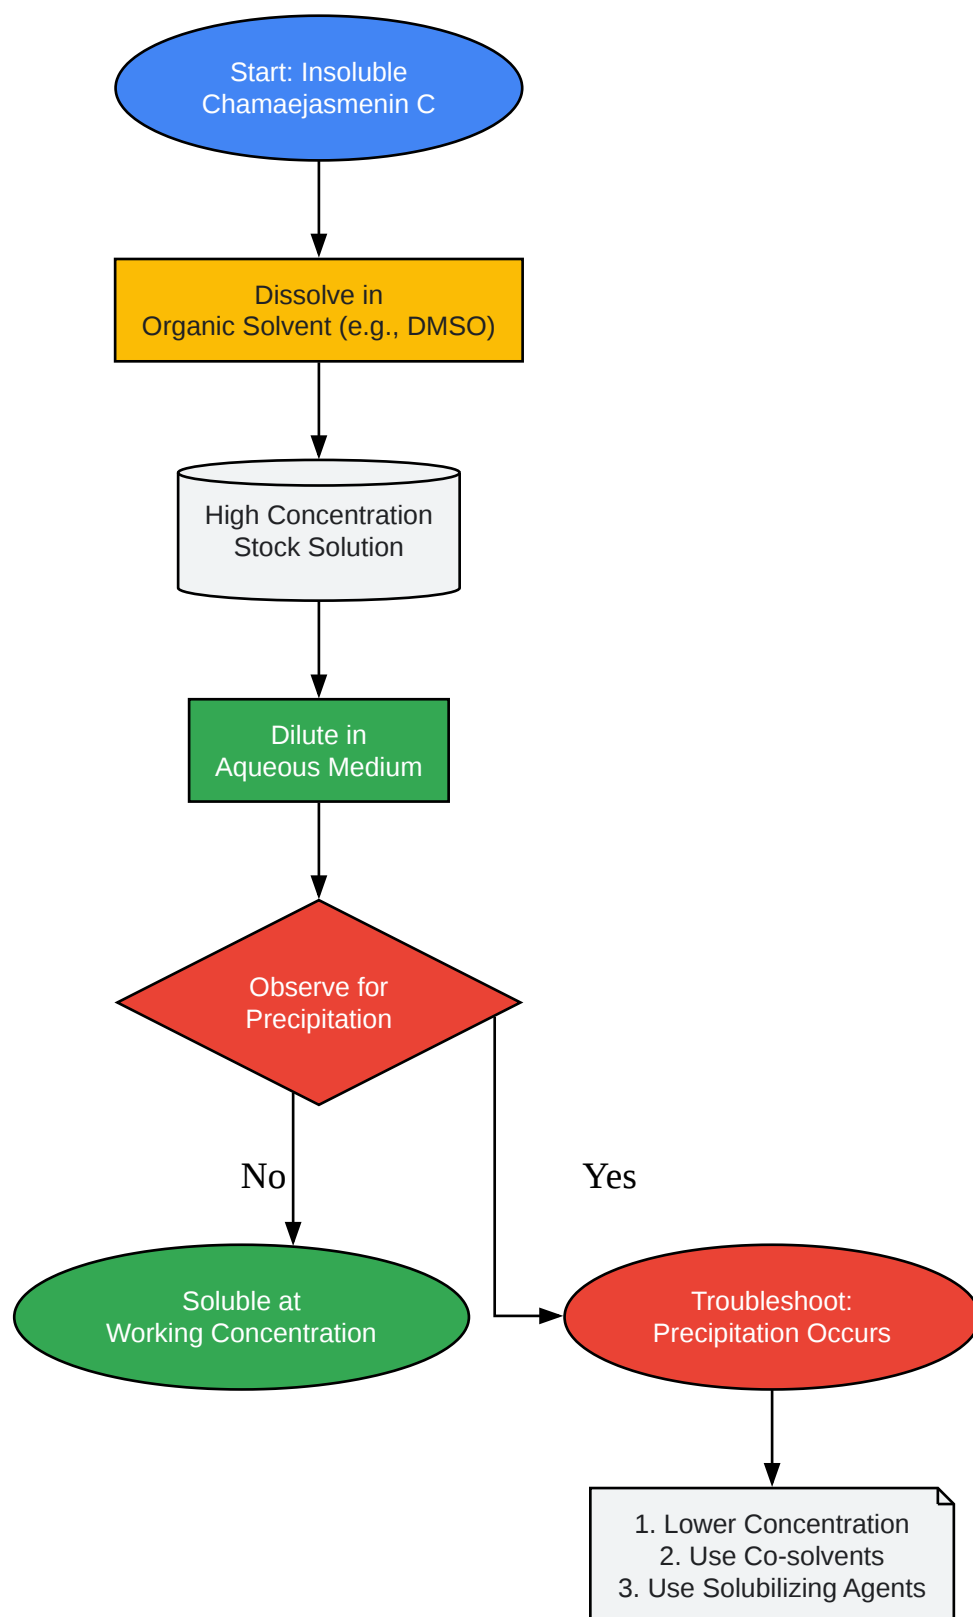 Start: Insoluble
Chamaejasmenin C
Dissolve in
Organic Solvent (e.g., DMSO)
High Concentration
Stock Solution
Dilute in
Aqueous Medium
Observe for
Precipitation
No
Yes
Soluble at
Working Concentration
Troubleshoot:
Precipitation Occurs
1. Lower Concentration
2. Use Co-solvents
3. Use Solubilizing Agents